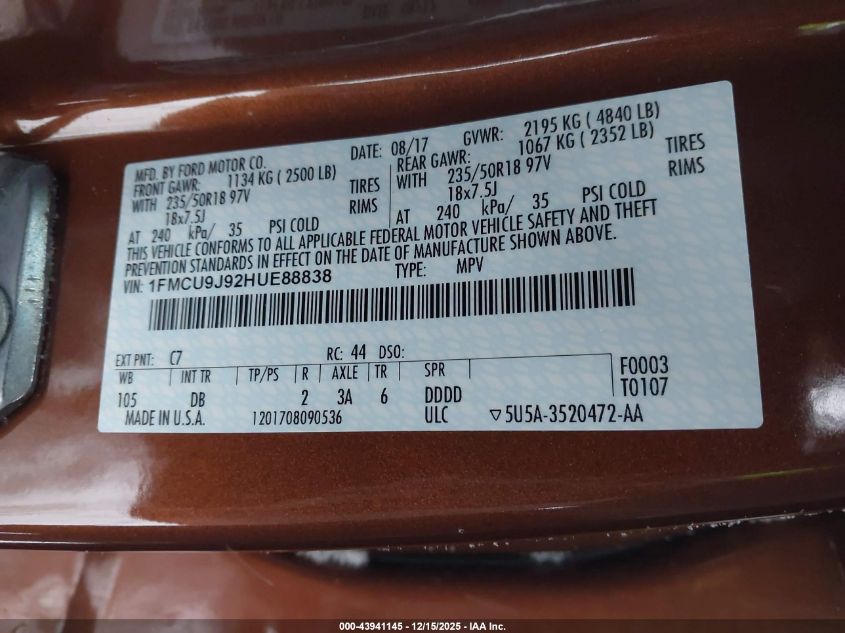 MFD. BY FORD MOTOR CO. DATE: 08/17 GVWR: 2195 KG ( 4840 LB)
FRONT GAWR: 1134 KG ( 2500 LB) REAR GAWR: 1067 KG ( 2352 LB)
WITH 235/50R18 97V TIRES WITH 235/50R18 97V TIRES
18x7.5J RIMS 18x7.5J RIMS
AT 240 kPa/ 35 PSI COLD AT 240 kPa/ 35 PSI COLD
THIS VEHICLE CONFORMS TO ALL APPLICABLE FEDERAL MOTOR VEHICLE SAFETY AND THEFT
PREVENTION STANDARDS IN EFFECT ON THE DATE OF MANUFACTURE SHOWN ABOVE.
VIN: 1FMCU9J92HUE88838 TYPE: MPV
EXT PNT: C7 RC: 44 DSO:
WB INT TR TP/PS R AXLE TR SPR F0003
105 DB 2 3A 6 DDDD T0107
MADE IN U.S.A. 1201708090536 ULC ▽5U5A-3520472-AA
000-43941145 - 12/15/2025 - IAA Inc.